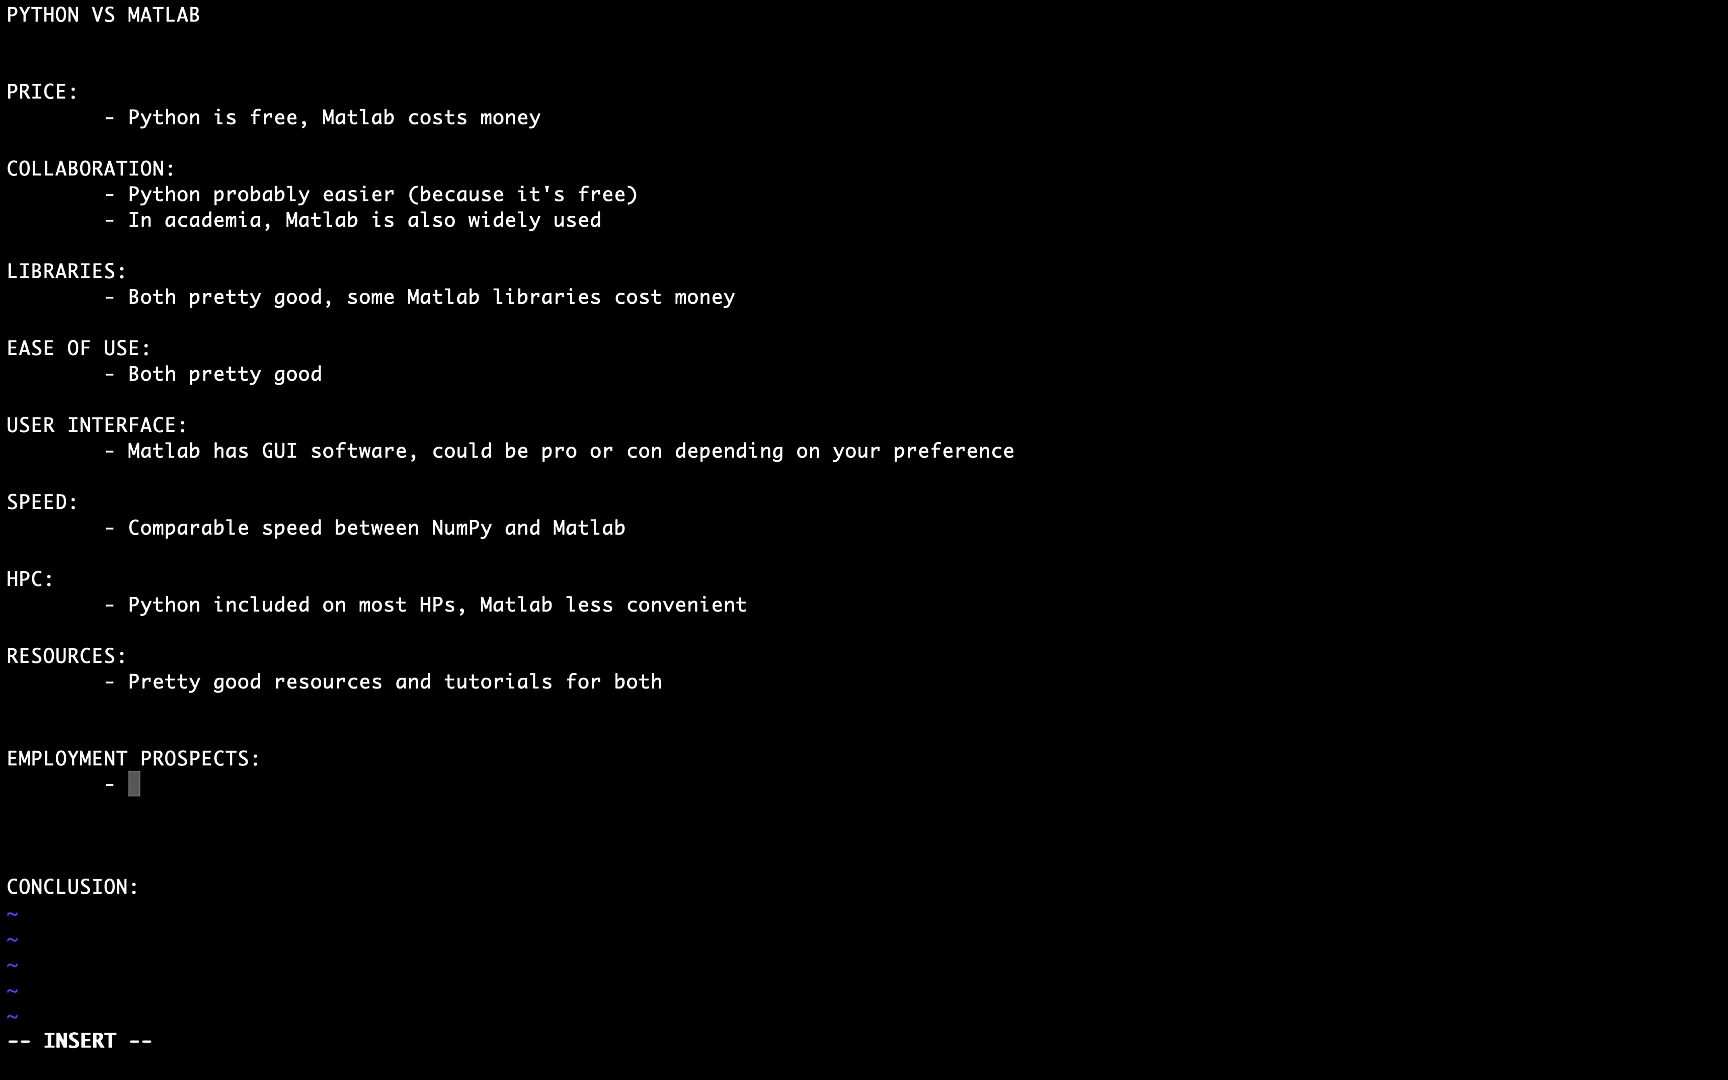 PYTHON VS MATLAB
PRICE:
- Python is free, Matlab costs money
COLLABORATION:
- Python probably easier (because it's free)
- In academia, Matlab is also widely used
LIBRARIES:
- Both pretty good, some Matlab libraries cost money
EASE OF USE:
- Both pretty good
USER INTERFACE:
- Matlab has GUI software, could be pro or con depending on your preference
SPEED:
- Comparable speed between NumPy and Matlab
HPC:
- Python included on most HPs, Matlab less convenient
RESOURCES:
- Pretty good resources and tutorials for both
EMPLOYMENT PROSPECTS:
-
CONCLUSION:
~
~
~
~
~
-- INSERT --